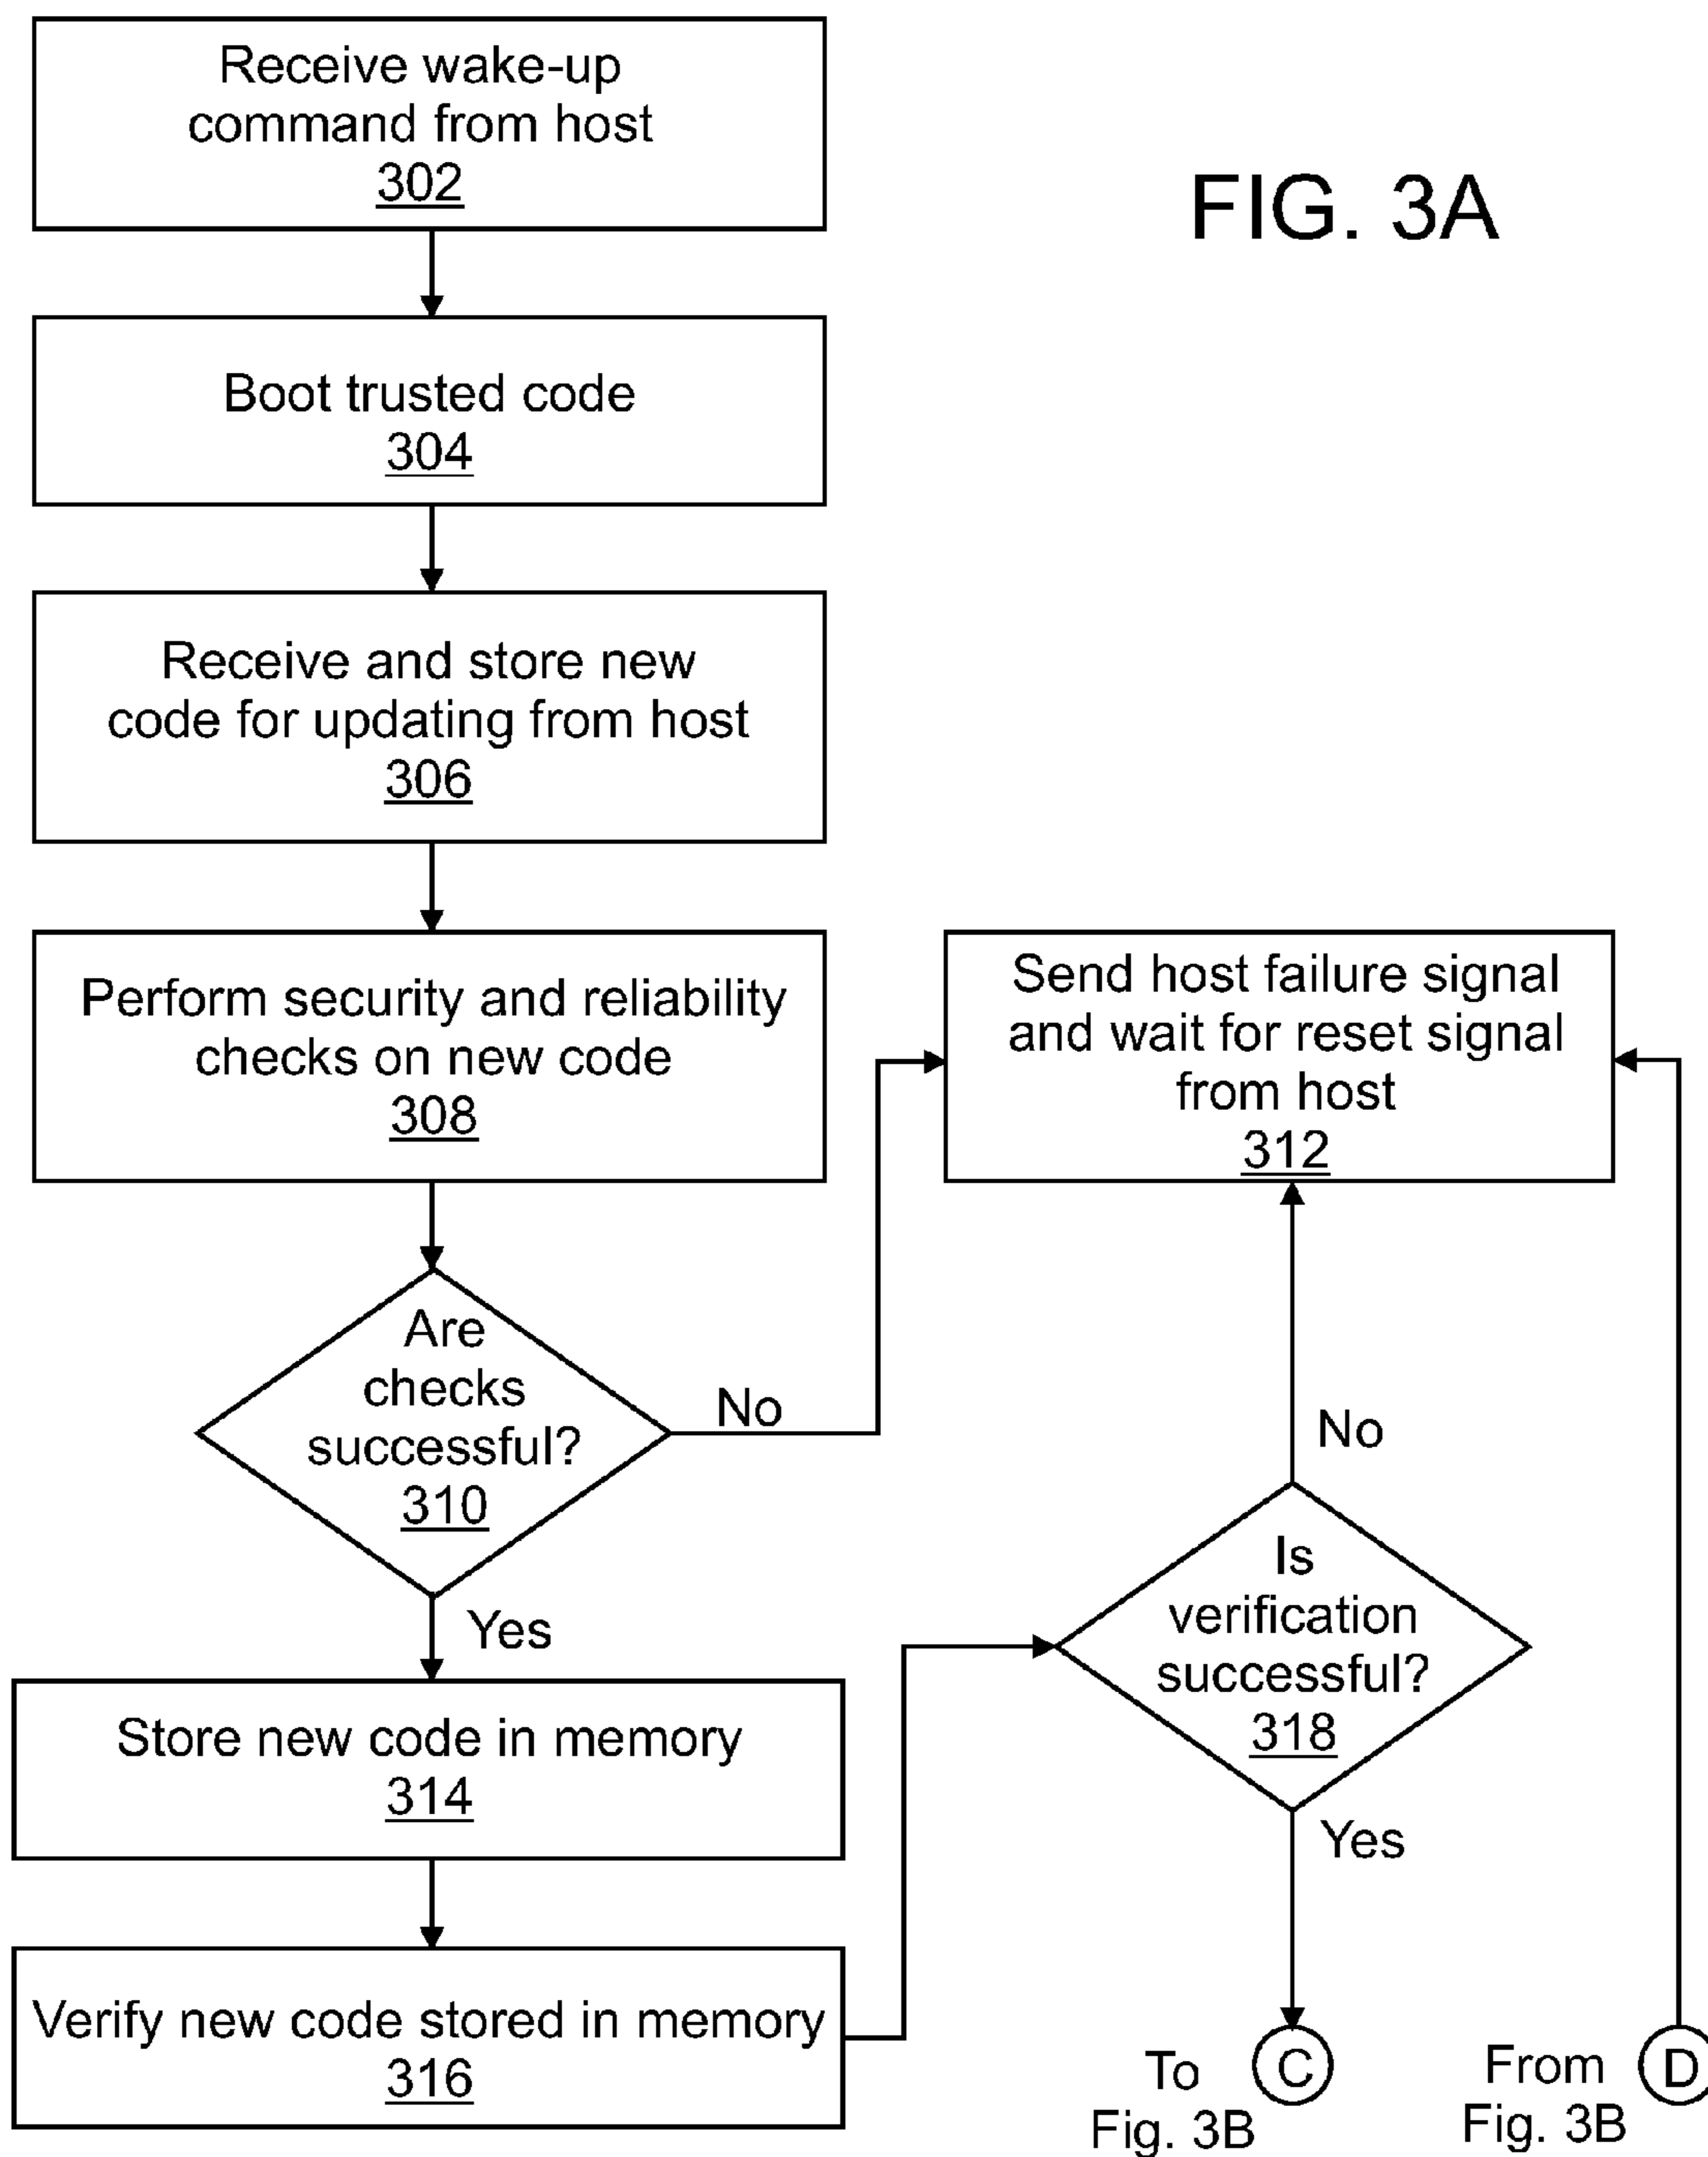 Receive wake-up
command from host
302
FIG. 3A
Boot trusted code
304
Receive and store new
code for updating from host
306
Perform security and reliability
checks on new code
308
Send host failure signal
and wait for reset signal
from host
312
Are
checks
successful?
310
No
Yes
No
Is
verification
successful?
318
Yes
Store new code in memory
314
Verify new code stored in memory
316
To
Fig. 3B
C
From
Fig. 3B
D